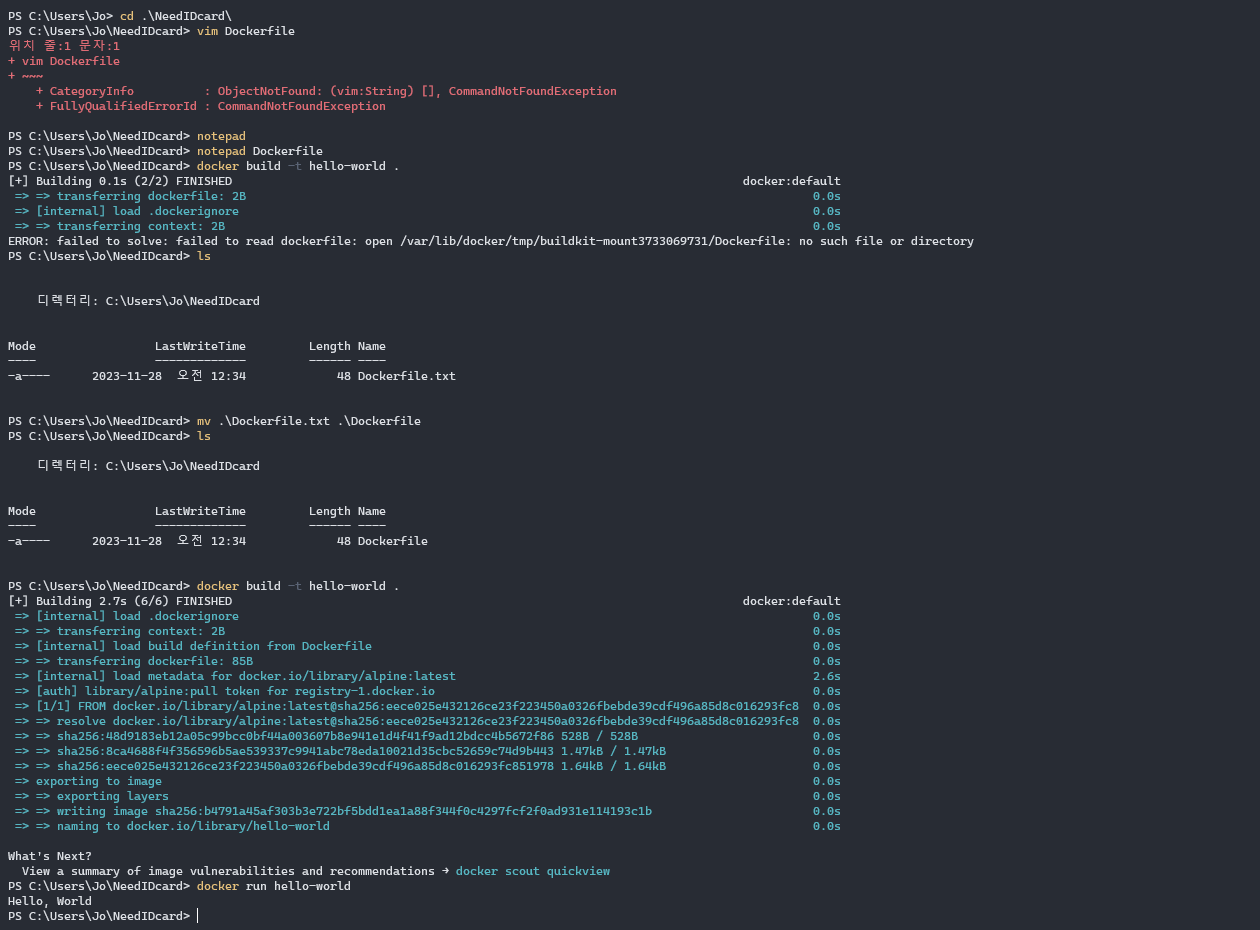 PS C:\Users\Jo> cd .\NeedIDcard\
PS C:\Users\Jo\NeedIDcard> vim Dockerfile
위치 줄:1 문자:1
+ vim Dockerfile
+ ~~~
    + CategoryInfo          : ObjectNotFound: (vim:String) [], CommandNotFoundException
    + FullyQualifiedErrorId : CommandNotFoundException
PS C:\Users\Jo\NeedIDcard> notepad
PS C:\Users\Jo\NeedIDcard> notepad Dockerfile
PS C:\Users\Jo\NeedIDcard> docker build -t hello-world .
[+] Building 0.1s (2/2) FINISHED docker:default
 => => transferring dockerfile: 2B 0.0s
 => [internal] load .dockerignore 0.0s
 => => transferring context: 2B 0.0s
ERROR: failed to solve: failed to read dockerfile: open /var/lib/docker/tmp/buildkit-mount3733069731/Dockerfile: no such file or directory
PS C:\Users\Jo\NeedIDcard> ls
    디렉터리: C:\Users\Jo\NeedIDcard
Mode                 LastWriteTime         Length Name
----                 -------------         ------ ----
-a----      2023-11-28  오전 12:34             48 Dockerfile.txt
PS C:\Users\Jo\NeedIDcard> mv .\Dockerfile.txt .\Dockerfile
PS C:\Users\Jo\NeedIDcard> ls
    디렉터리: C:\Users\Jo\NeedIDcard
Mode                 LastWriteTime         Length Name
----                 -------------         ------ ----
-a----      2023-11-28  오전 12:34             48 Dockerfile
PS C:\Users\Jo\NeedIDcard> docker build -t hello-world .
[+] Building 2.7s (6/6) FINISHED docker:default
 => [internal] load .dockerignore 0.0s
 => => transferring context: 2B 0.0s
 => [internal] load build definition from Dockerfile 0.0s
 => => transferring dockerfile: 85B 0.0s
 => [internal] load metadata for docker.io/library/alpine:latest 2.6s
 => [auth] library/alpine:pull token for registry-1.docker.io 0.0s
 => [1/1] FROM docker.io/library/alpine:latest@sha256:eece025e432126ce23f223450a0326fbebde39cdf496a85d8c016293fc8 0.0s
 => => resolve docker.io/library/alpine:latest@sha256:eece025e432126ce23f223450a0326fbebde39cdf496a85d8c016293fc8 0.0s
 => => sha256:48d9183eb12a05c99bcc0bf44a003607b8e941e1d4f41f9ad12bdcc4b5672f86 528B / 528B 0.0s
 => => sha256:8ca4688f4f356596b5ae539337c9941abc78eda10021d35cbc52659c74d9b443 1.47kB / 1.47kB 0.0s
 => => sha256:eece025e432126ce23f223450a0326fbebde39cdf496a85d8c016293fc851978 1.64kB / 1.64kB 0.0s
 => exporting to image 0.0s
 => => exporting layers 0.0s
 => => writing image sha256:b4791a45af303b3e722bf5bdd1ea1a88f344f0c4297fcf2f0ad931e114193c1b 0.0s
 => => naming to docker.io/library/hello-world 0.0s
What's Next?
  View a summary of image vulnerabilities and recommendations → docker scout quickview
PS C:\Users\Jo\NeedIDcard> docker run hello-world
Hello, World
PS C:\Users\Jo\NeedIDcard>